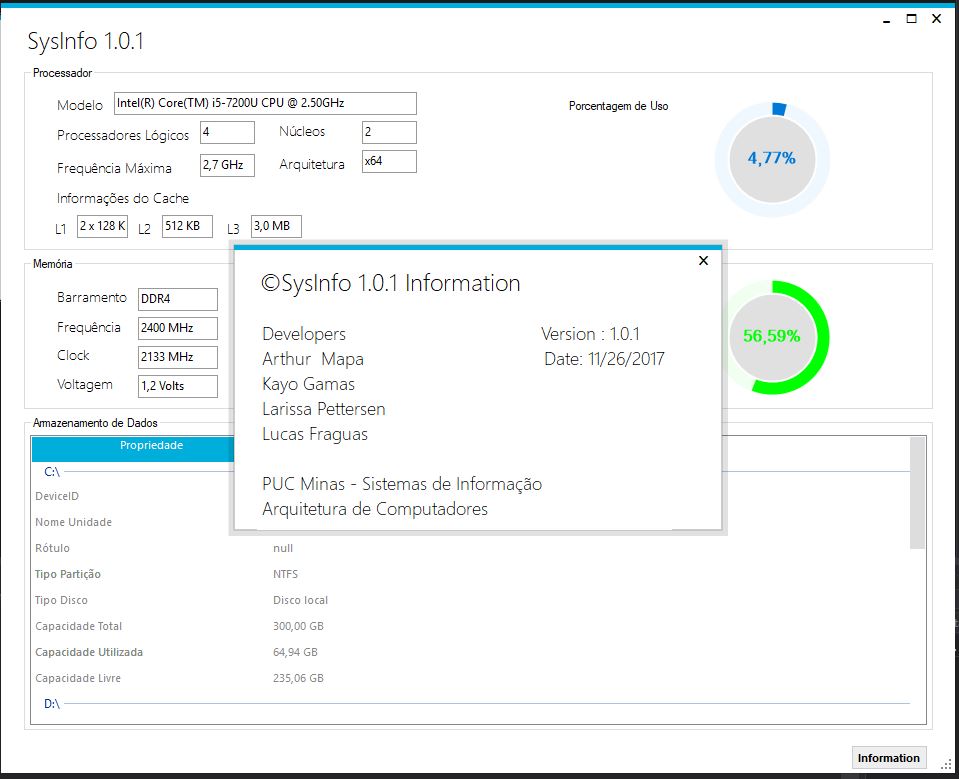 SysInfo 1.0.1
Processador
Modelo Intel(R) Core(TM) i5-7200U CPU @ 2.50GHz Porcentagem de Uso
Processadores Lógicos 4 Núcleos 2
Frequência Máxima 2,7 GHz Arquitetura x64
4,77%
Informações do Cache
L1 2 x 128 K L2 512 KB L3 3,0 MB
Memória
Barramento DDR4
Frequência 2400 MHz
Clock 2133 MHz
Voltagem 1,2 Volts
56,59%
©SysInfo 1.0.1 Information
Developers Version : 1.0.1
Arthur Mapa Date: 11/26/2017
Kayo Gamas
Larissa Pettersen
Lucas Fraguas
PUC Minas - Sistemas de Informação
Arquitetura de Computadores
Armazenamento de Dados
Propriedade
C:\
DeviceID
Nome Unidade
Rótulo null
Tipo Partição NTFS
Tipo Disco Disco local
Capacidade Total 300,00 GB
Capacidade Utilizada 64,94 GB
Capacidade Livre 235,06 GB
D:\
Information